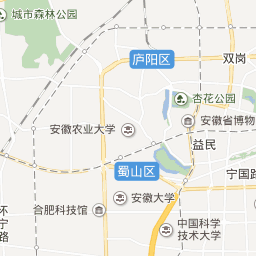 城市森林公园
庐阳区
双岗
杏花公园
安徽省博物
安徽农业大学
益民
蜀山区
宁国路
安徽大学
怀
宁
路
合肥科技馆
中国科学
技术大学